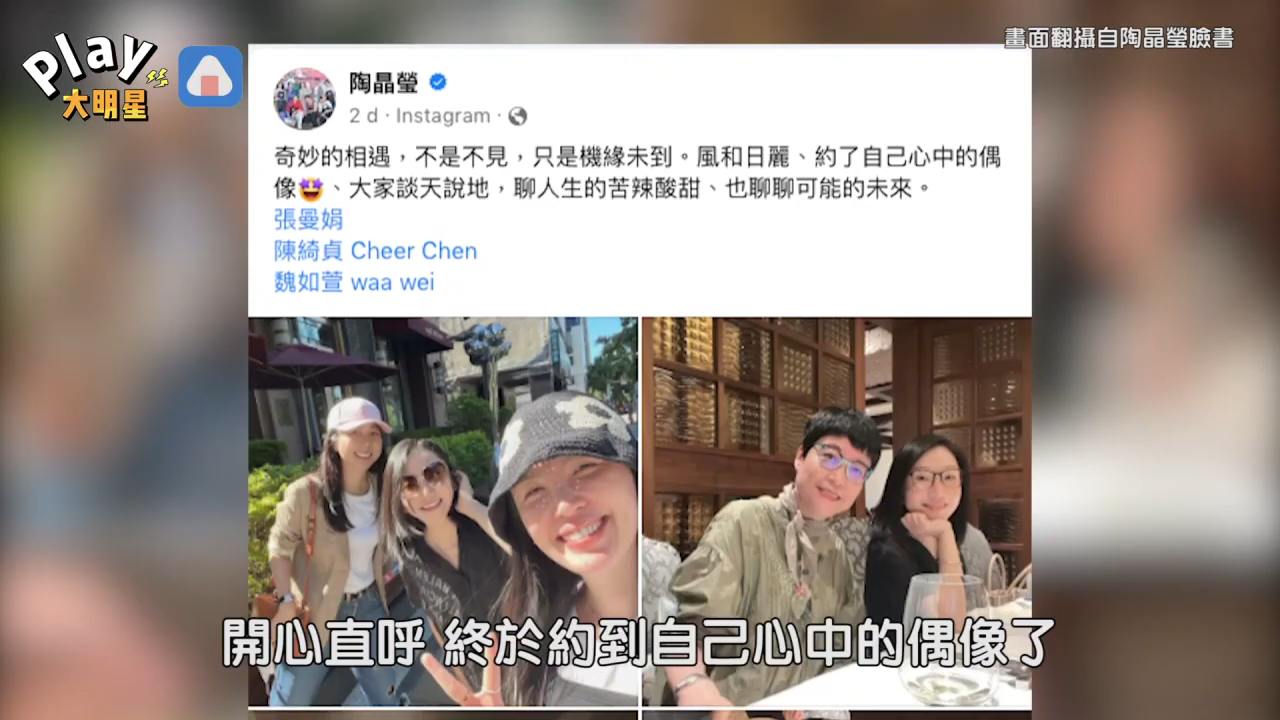 Play
大明星
畫面翻攝自陶晶瑩臉書
陶晶瑩
2 d · Instagram ·
奇妙的相遇，不是不見，只是機緣未到。風和日麗、約了自己心中的偶
像🤩、大家談天說地，聊人生的苦辣酸甜、也聊聊可能的未來。
張曼娟
陳綺貞 Cheer Chen
魏如萱 waa wei
開心直呼 終於約到自己心中的偶像了